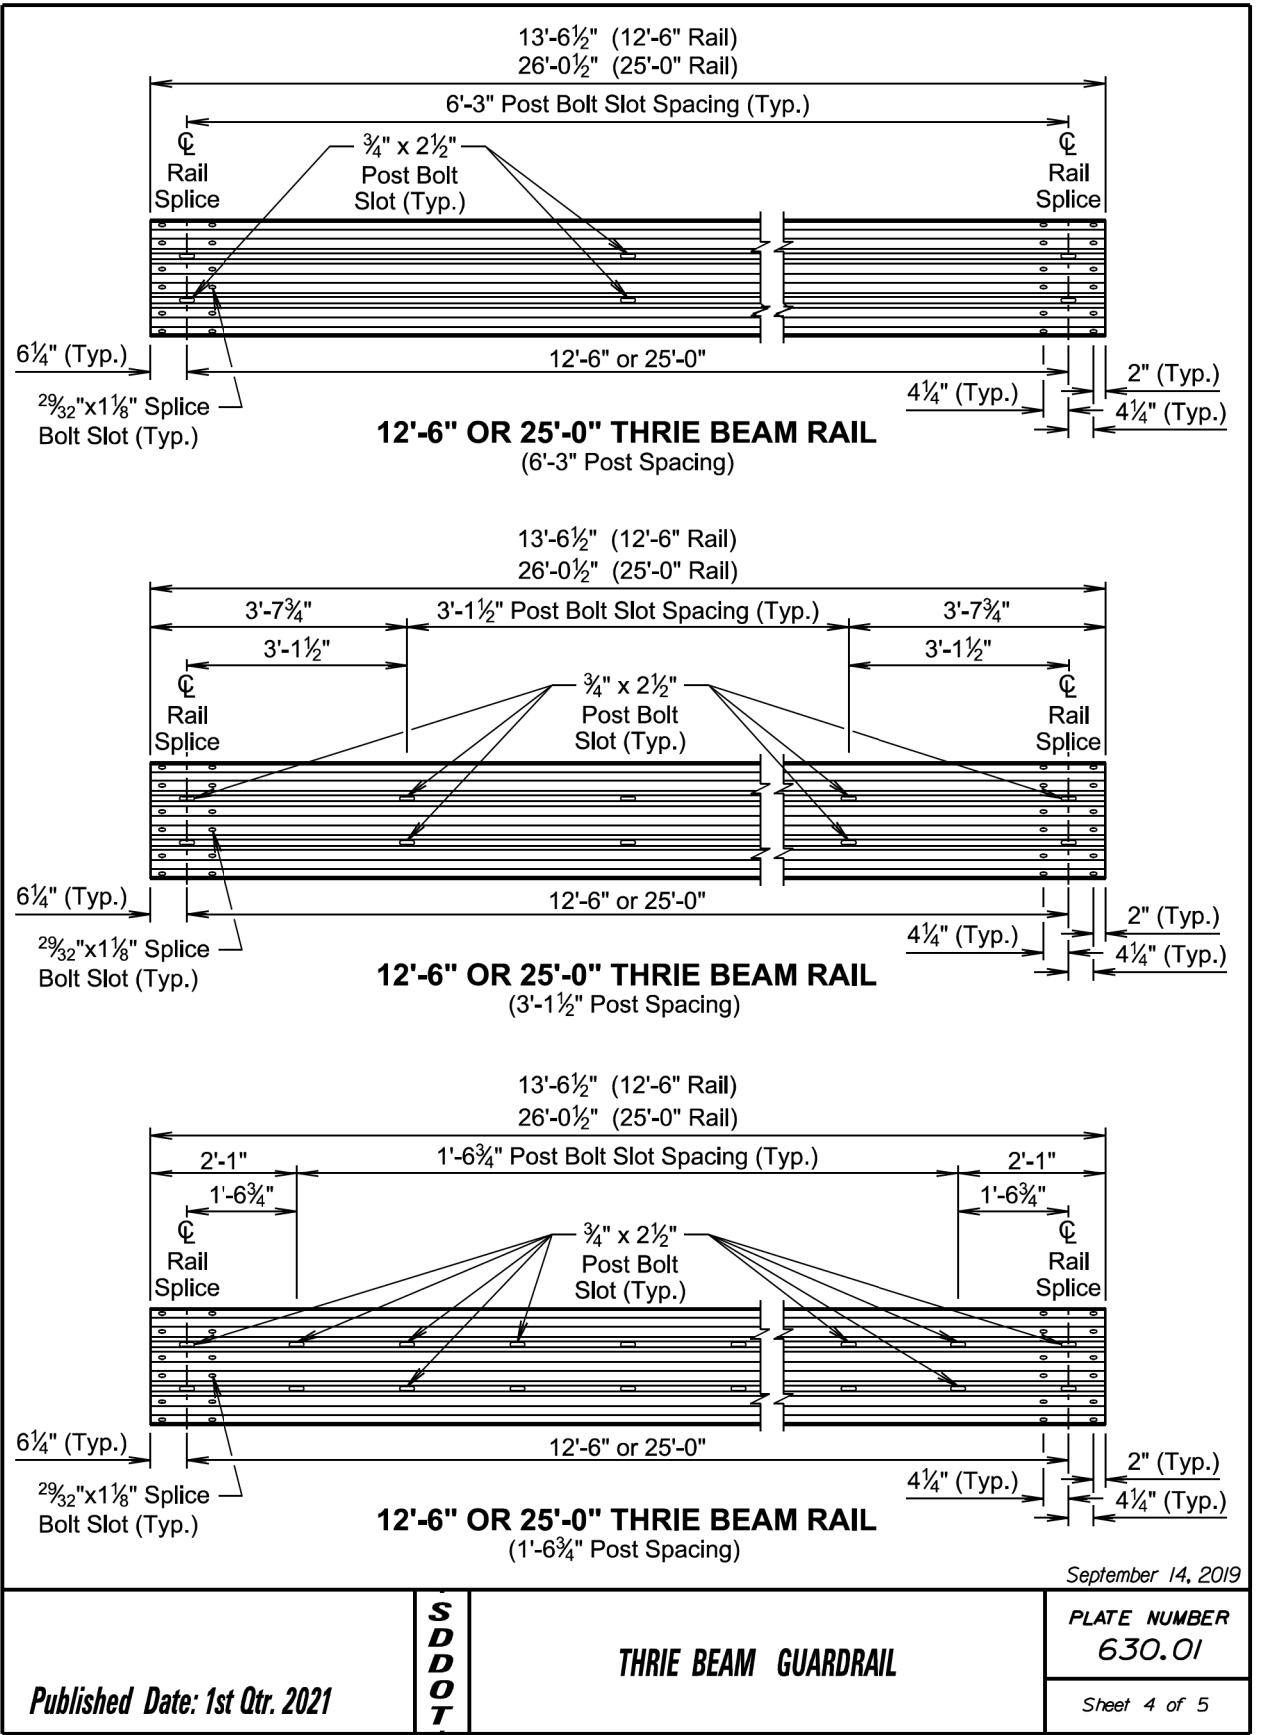 13'-6½" (12'-6" Rail)
26'-0½" (25'-0" Rail)
6'-3" Post Bolt Slot Spacing (Typ.)
℄
Rail
Splice
¾" x 2½"
Post Bolt
Slot (Typ.)
℄
Rail
Splice
6¼" (Typ.)
12'-6" or 25'-0"
2" (Typ.)
4¼" (Typ.)
4¼" (Typ.)
29/32"x1⅛" Splice
Bolt Slot (Typ.)
12'-6" OR 25'-0" THRIE BEAM RAIL
(6'-3" Post Spacing)
13'-6½" (12'-6" Rail)
26'-0½" (25'-0" Rail)
3'-7¾"
3'-1½" Post Bolt Slot Spacing (Typ.)
3'-7¾"
3'-1½"
3'-1½"
℄
Rail
Splice
¾" x 2½"
Post Bolt
Slot (Typ.)
℄
Rail
Splice
6¼" (Typ.)
12'-6" or 25'-0"
2" (Typ.)
4¼" (Typ.)
4¼" (Typ.)
29/32"x1⅛" Splice
Bolt Slot (Typ.)
12'-6" OR 25'-0" THRIE BEAM RAIL
(3'-1½" Post Spacing)
13'-6½" (12'-6" Rail)
26'-0½" (25'-0" Rail)
2'-1"
1'-6¾" Post Bolt Slot Spacing (Typ.)
2'-1"
1'-6¾"
1'-6¾"
℄
Rail
Splice
¾" x 2½"
Post Bolt
Slot (Typ.)
℄
Rail
Splice
6¼" (Typ.)
12'-6" or 25'-0"
2" (Typ.)
4¼" (Typ.)
4¼" (Typ.)
29/32"x1⅛" Splice
Bolt Slot (Typ.)
12'-6" OR 25'-0" THRIE BEAM RAIL
(1'-6¾" Post Spacing)
September 14, 2019
Published Date: 1st Qtr. 2021
S
D
D
O
T
THRIE BEAM GUARDRAIL
PLATE NUMBER
630.01
Sheet 4 of 5